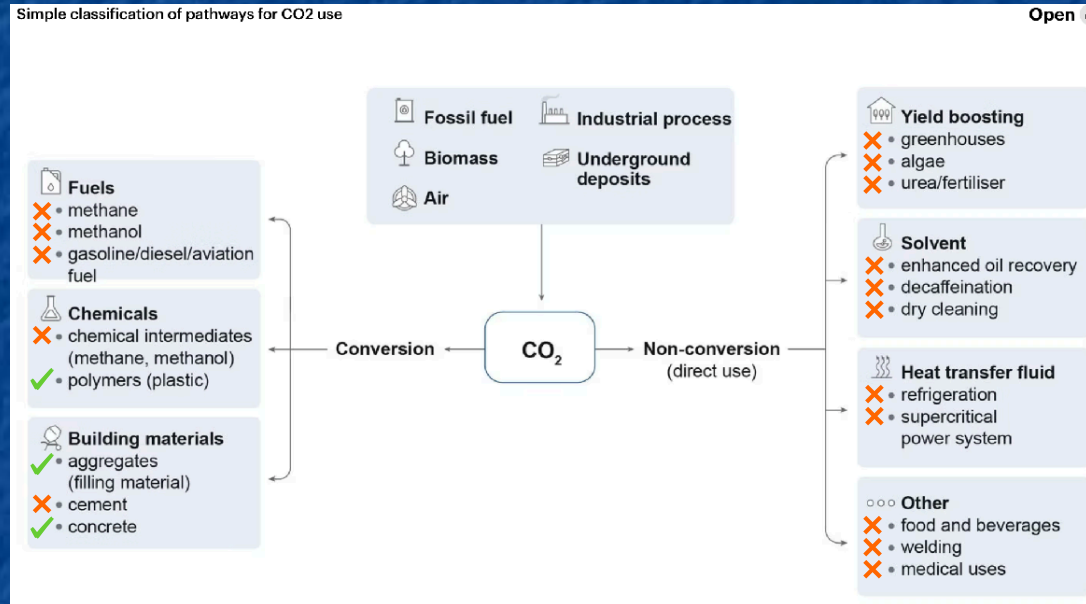 Simple classification of pathways for CO2 use
Open
Fossil fuel
Industrial process
Biomass
Underground
deposits
Air
Fuels
• methane
• methanol
• gasoline/diesel/aviation
fuel
Chemicals
• chemical intermediates
(methane, methanol)
• polymers (plastic)
Building materials
• aggregates
(filling material)
• cement
• concrete
Conversion
CO₂
Non-conversion
(direct use)
Yield boosting
• greenhouses
• algae
• urea/fertiliser
Solvent
• enhanced oil recovery
• decaffeination
• dry cleaning
Heat transfer fluid
• refrigeration
• supercritical
power system
Other
• food and beverages
• welding
• medical uses